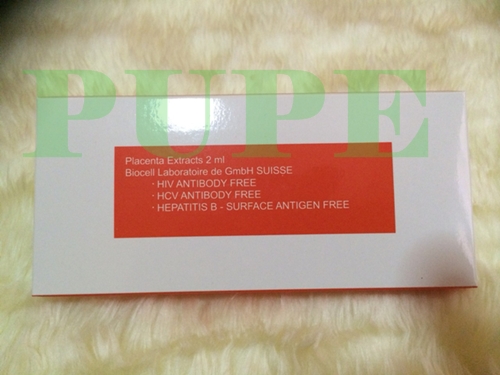 PUPE
Placenta Extracts 2 ml
Biocell Laboratoire de GmbH SUISSE
· HIV ANTIBODY FREE
· HCV ANTIBODY FREE
· HEPATITIS B - SURFACE ANTIGEN FREE